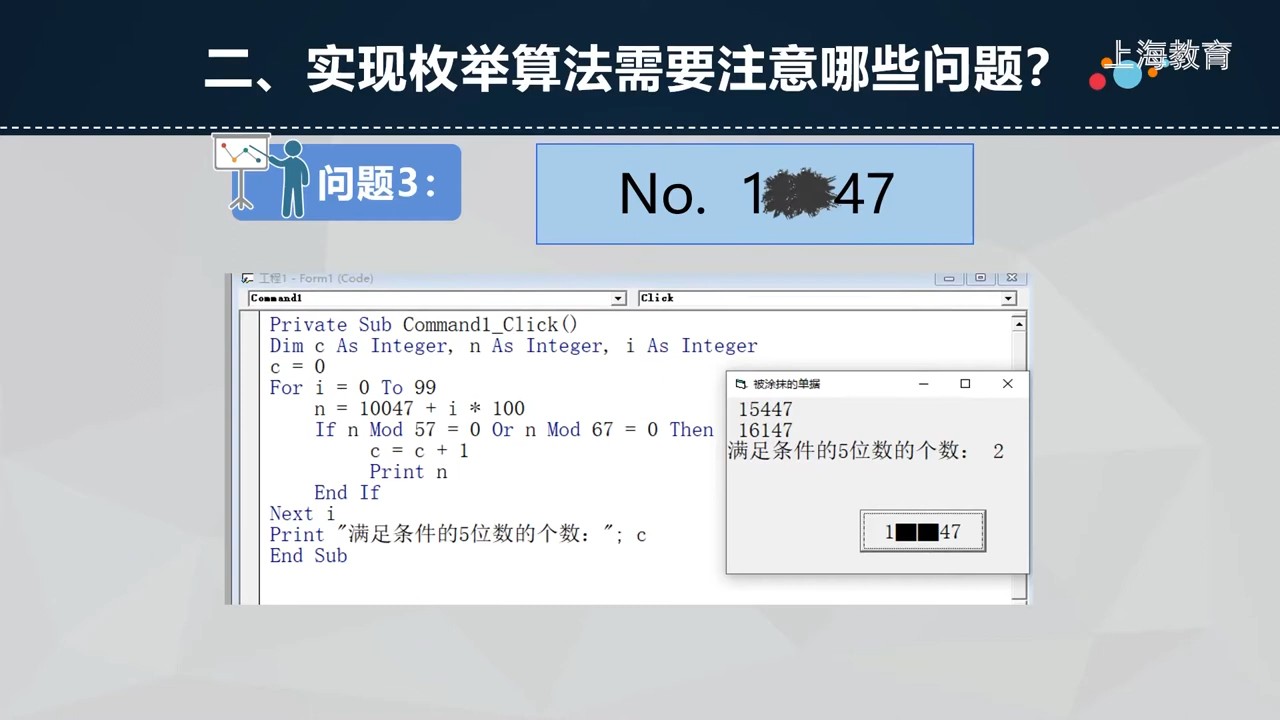 二、实现枚举算法需要注意哪些问题?
上海教育
问题3:
No. 1 47
工程1 - Form1 (Code)
Command1
Click
Private Sub Command1_Click()
Dim c As Integer, n As Integer, i As Integer
c = 0
For i = 0 To 99
n = 10047 + i * 100
If n Mod 57 = 0 Or n Mod 67 = 0 Then
c = c + 1
Print n
End If
Next i
Print "满足条件的5位数的个数: "; c
End Sub
被涂抹的单据
15447
16147
满足条件的5位数的个数: 2
1██47